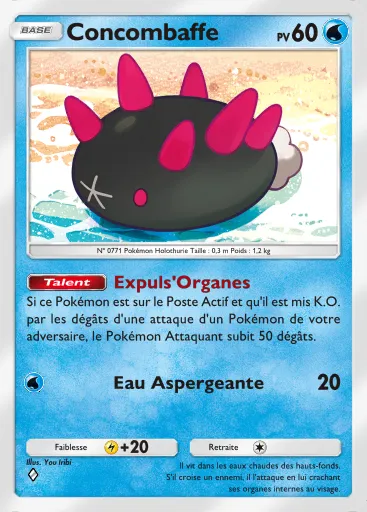 BASE
Concombaffe
PV 60
N° 0771 Pokémon Holothurie Taille : 0,3 m Poids : 1,2 kg
Talent Expuls'Organes
Si ce Pokémon est sur le Poste Actif et qu'il est mis K.O.
par les dégâts d'une attaque d'un Pokémon de votre
adversaire, le Pokémon Attaquant subit 50 dégâts.
Eau Aspergeante 20
Faiblesse +20 Retraite
Illus. You Iribi
Il vit dans les eaux chaudes des hauts-fonds.
S'il croise un ennemi, il l'attaque en lui crachant
ses organes internes au visage.